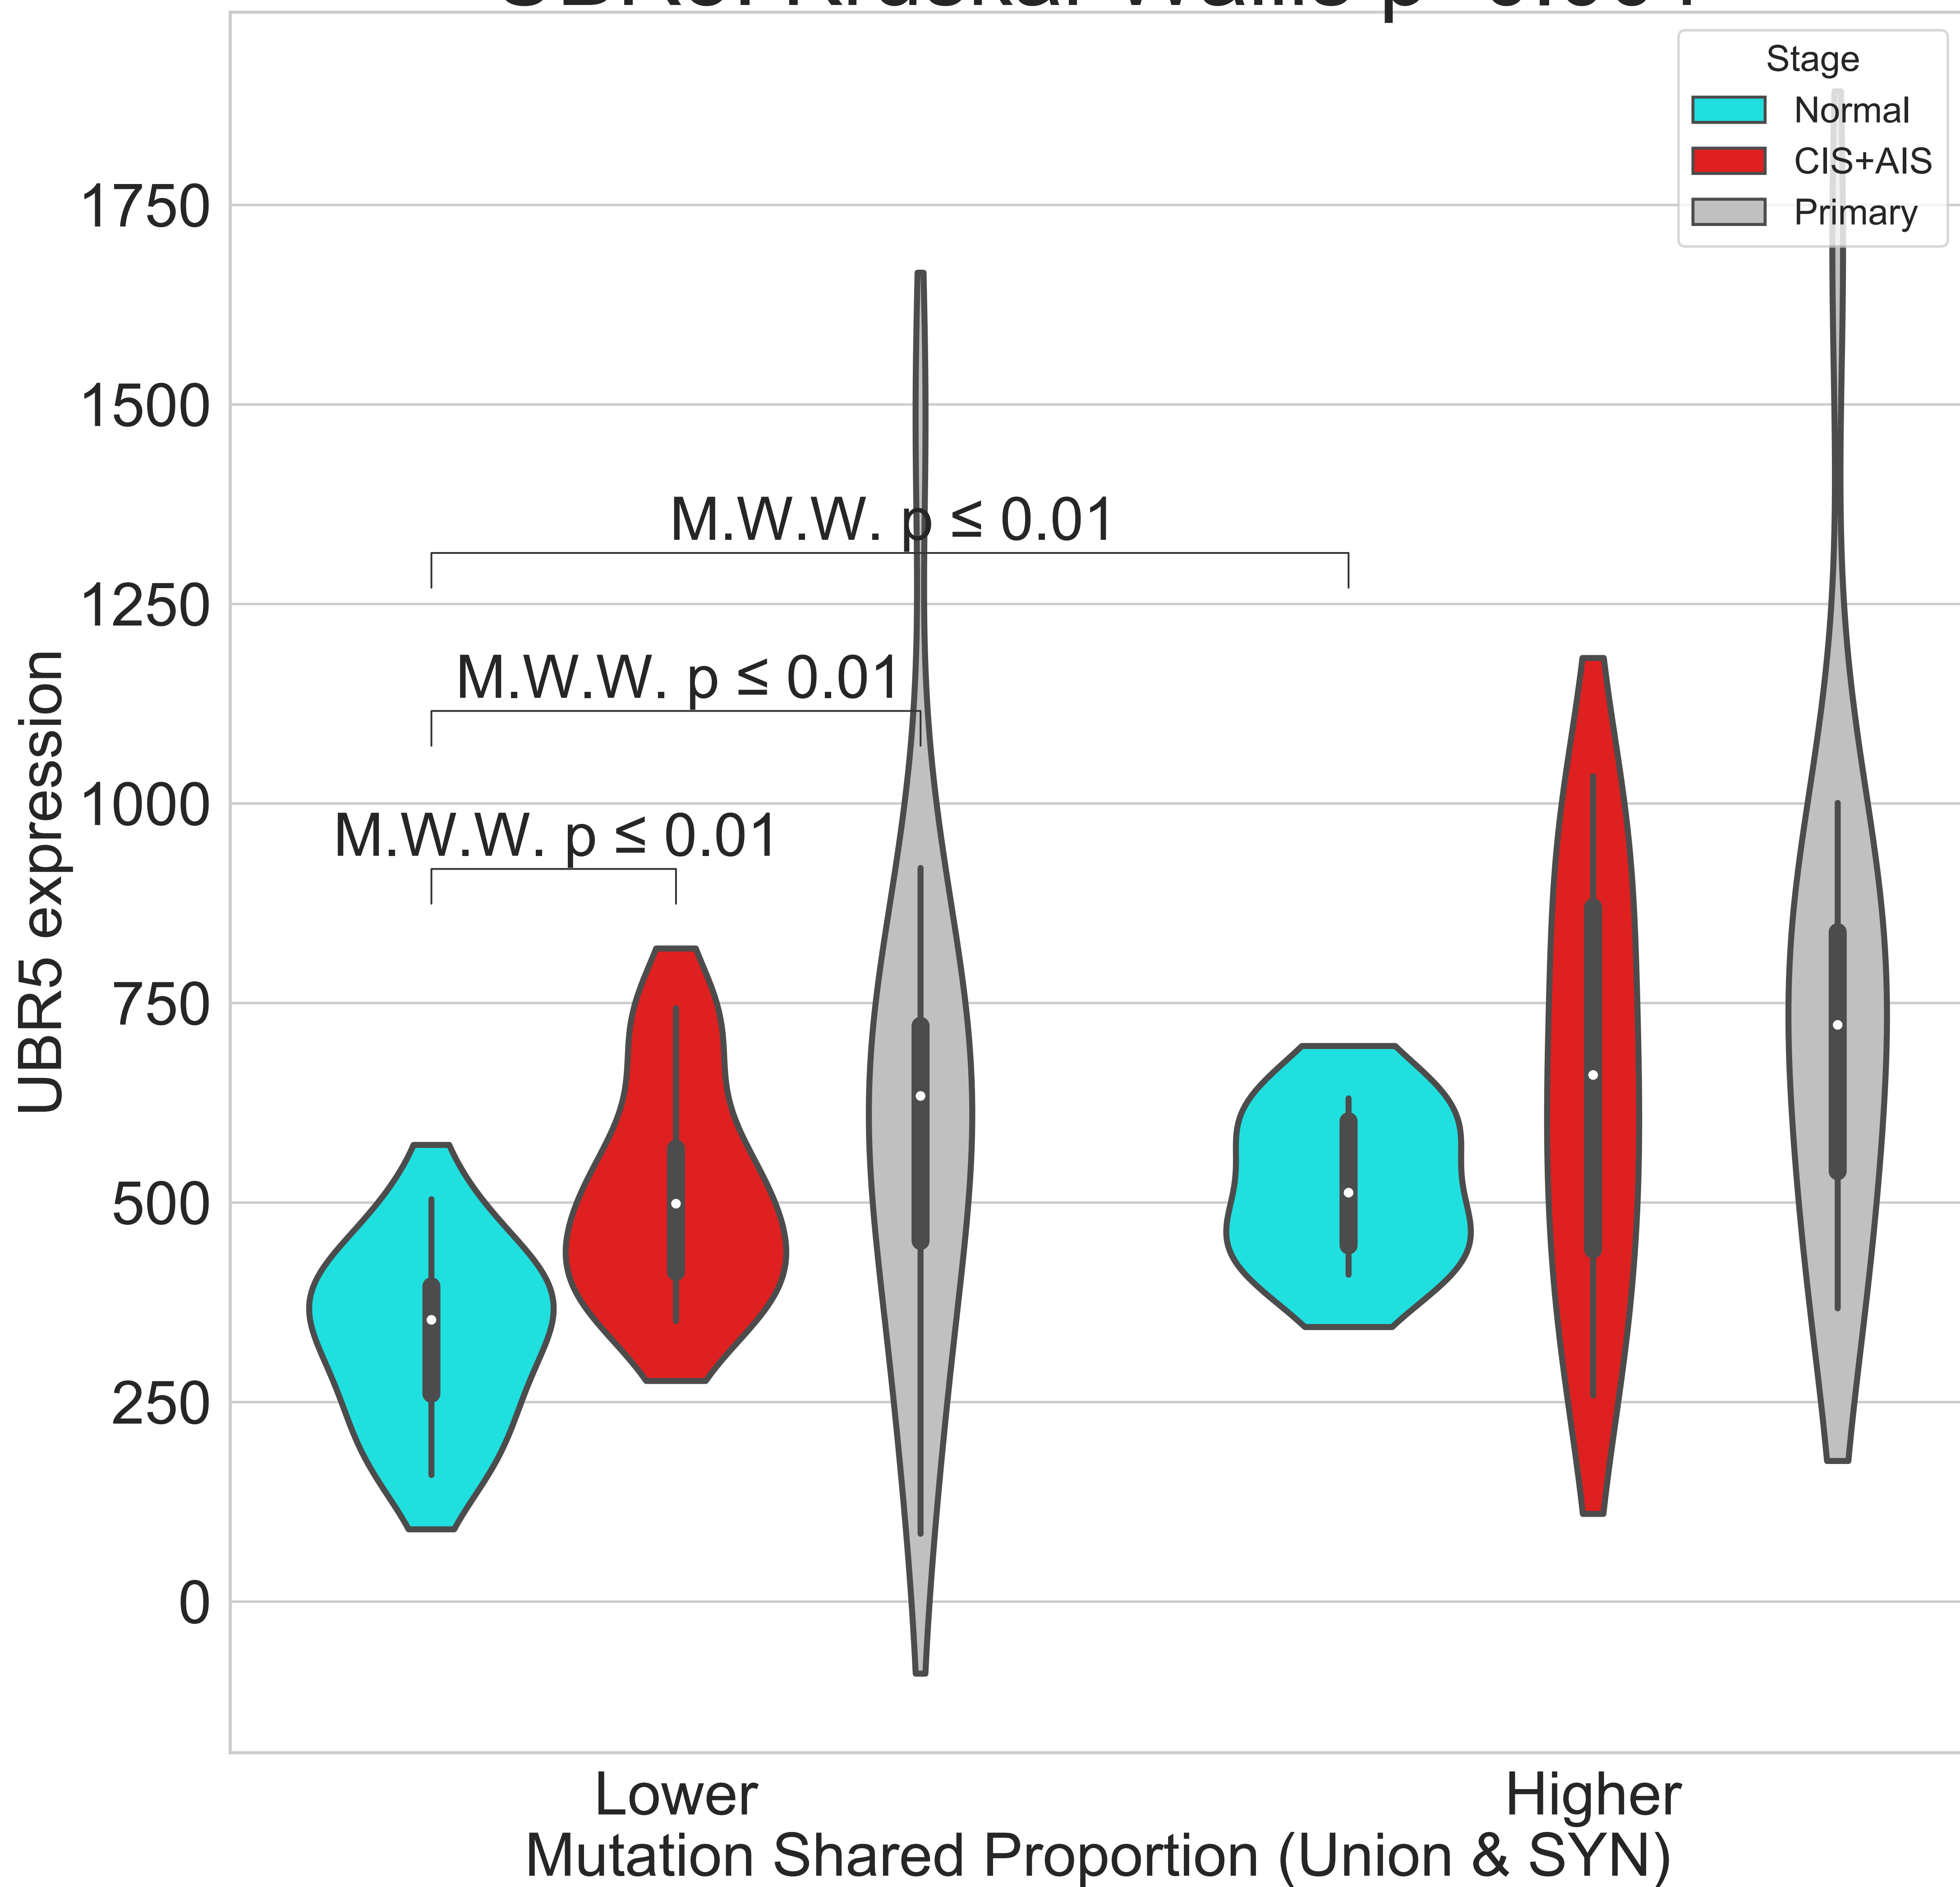 Stage
Normal
CIS+AIS
Primary
1750
1500
1250
1000
750
500
250
0
UBR5 expression
M.W.W. p ≤ 0.01
M.W.W. p ≤ 0.01
M.W.W. p ≤ 0.01
Lower
Higher
Mutation Shared Proportion (Union & SYN)